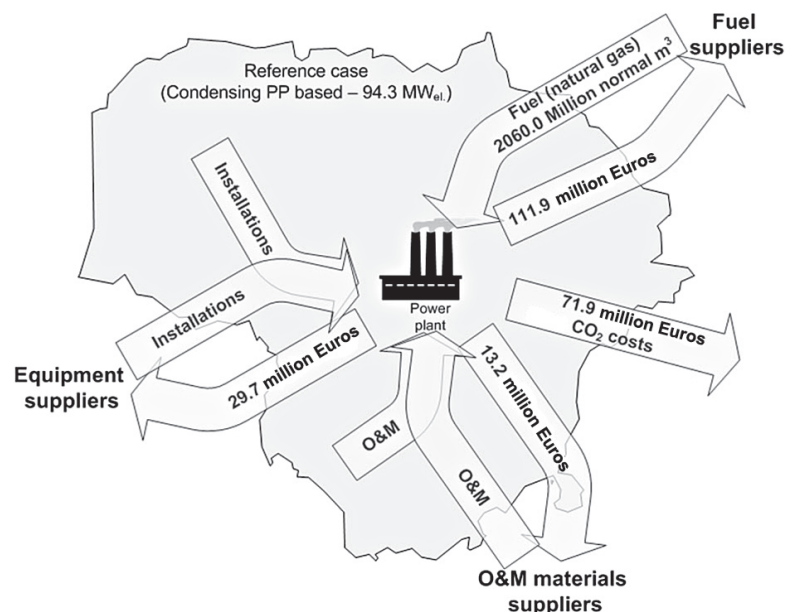 Fuel
suppliers
Reference case
(Condensing PP based – 94.3 MWel.)
Fuel (natural gas)
2060.0 Million normal m³
111.9 million Euros
Installations
Installations
Power
plant
71.9 million Euros
CO₂ costs
29.7 million Euros
Equipment
suppliers
13.2 million Euros
O&M
O&M
O&M materials
suppliers